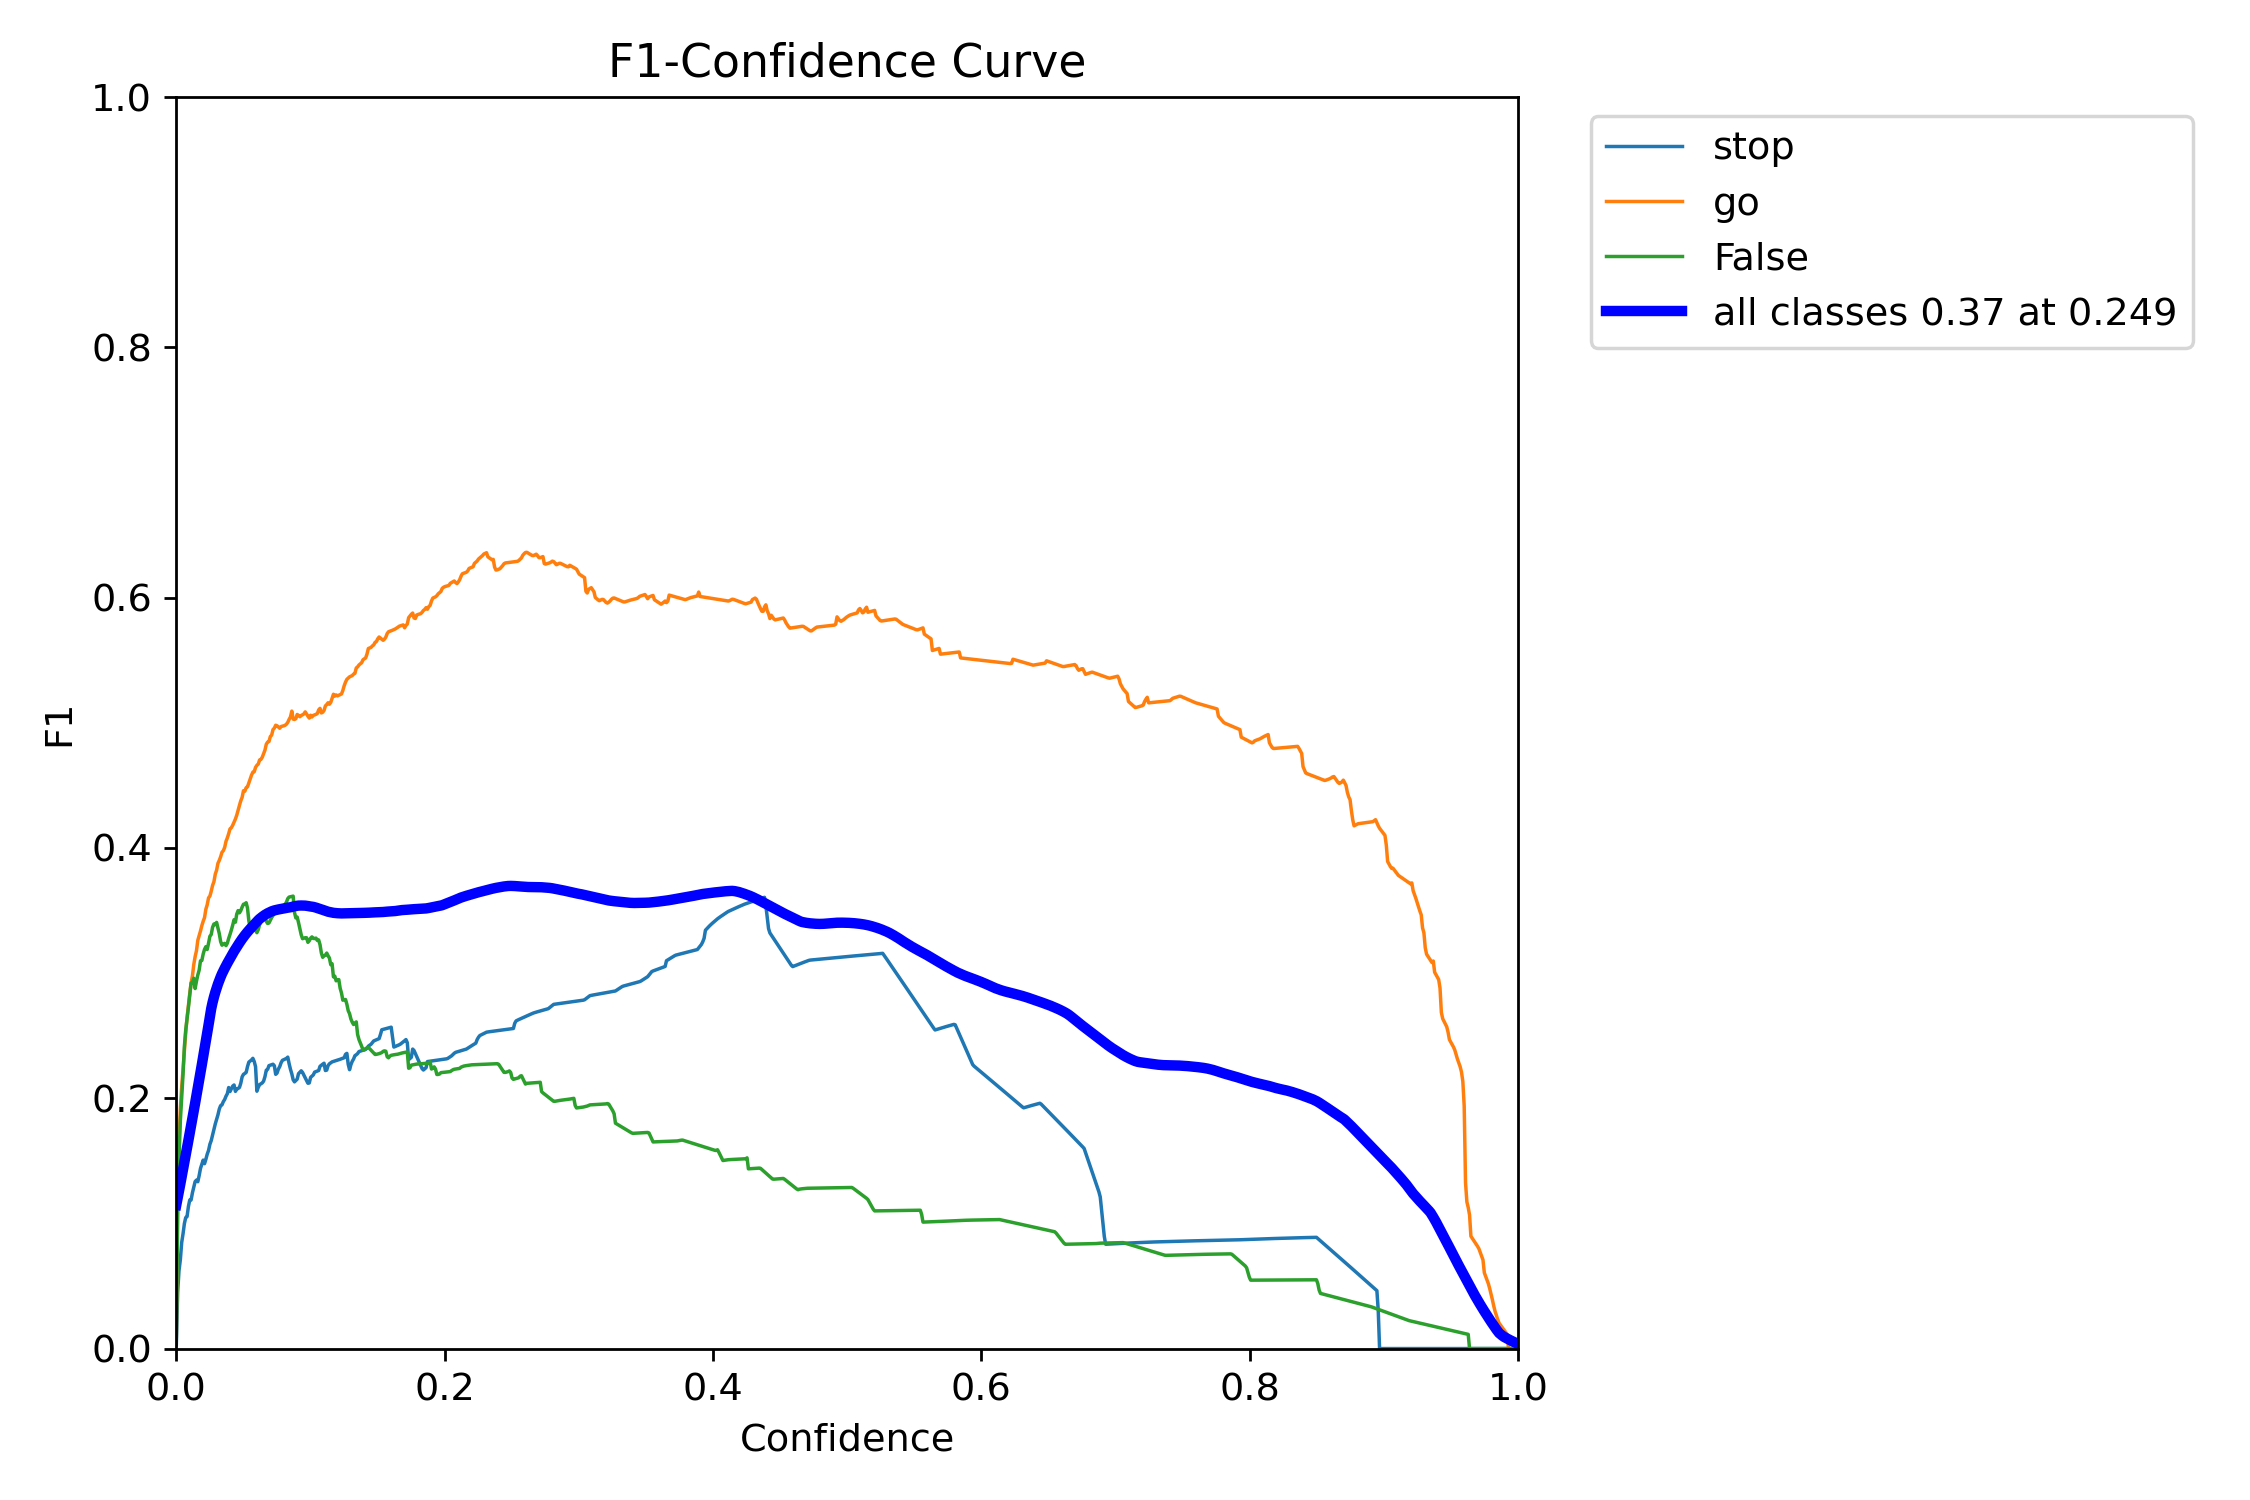 F1-Confidence Curve
1.0
0.8
0.6
0.4
0.2
0.0
F1
0.0 0.2 0.4 0.6 0.8 1.0
Confidence
stop
go
False
all classes 0.37 at 0.249